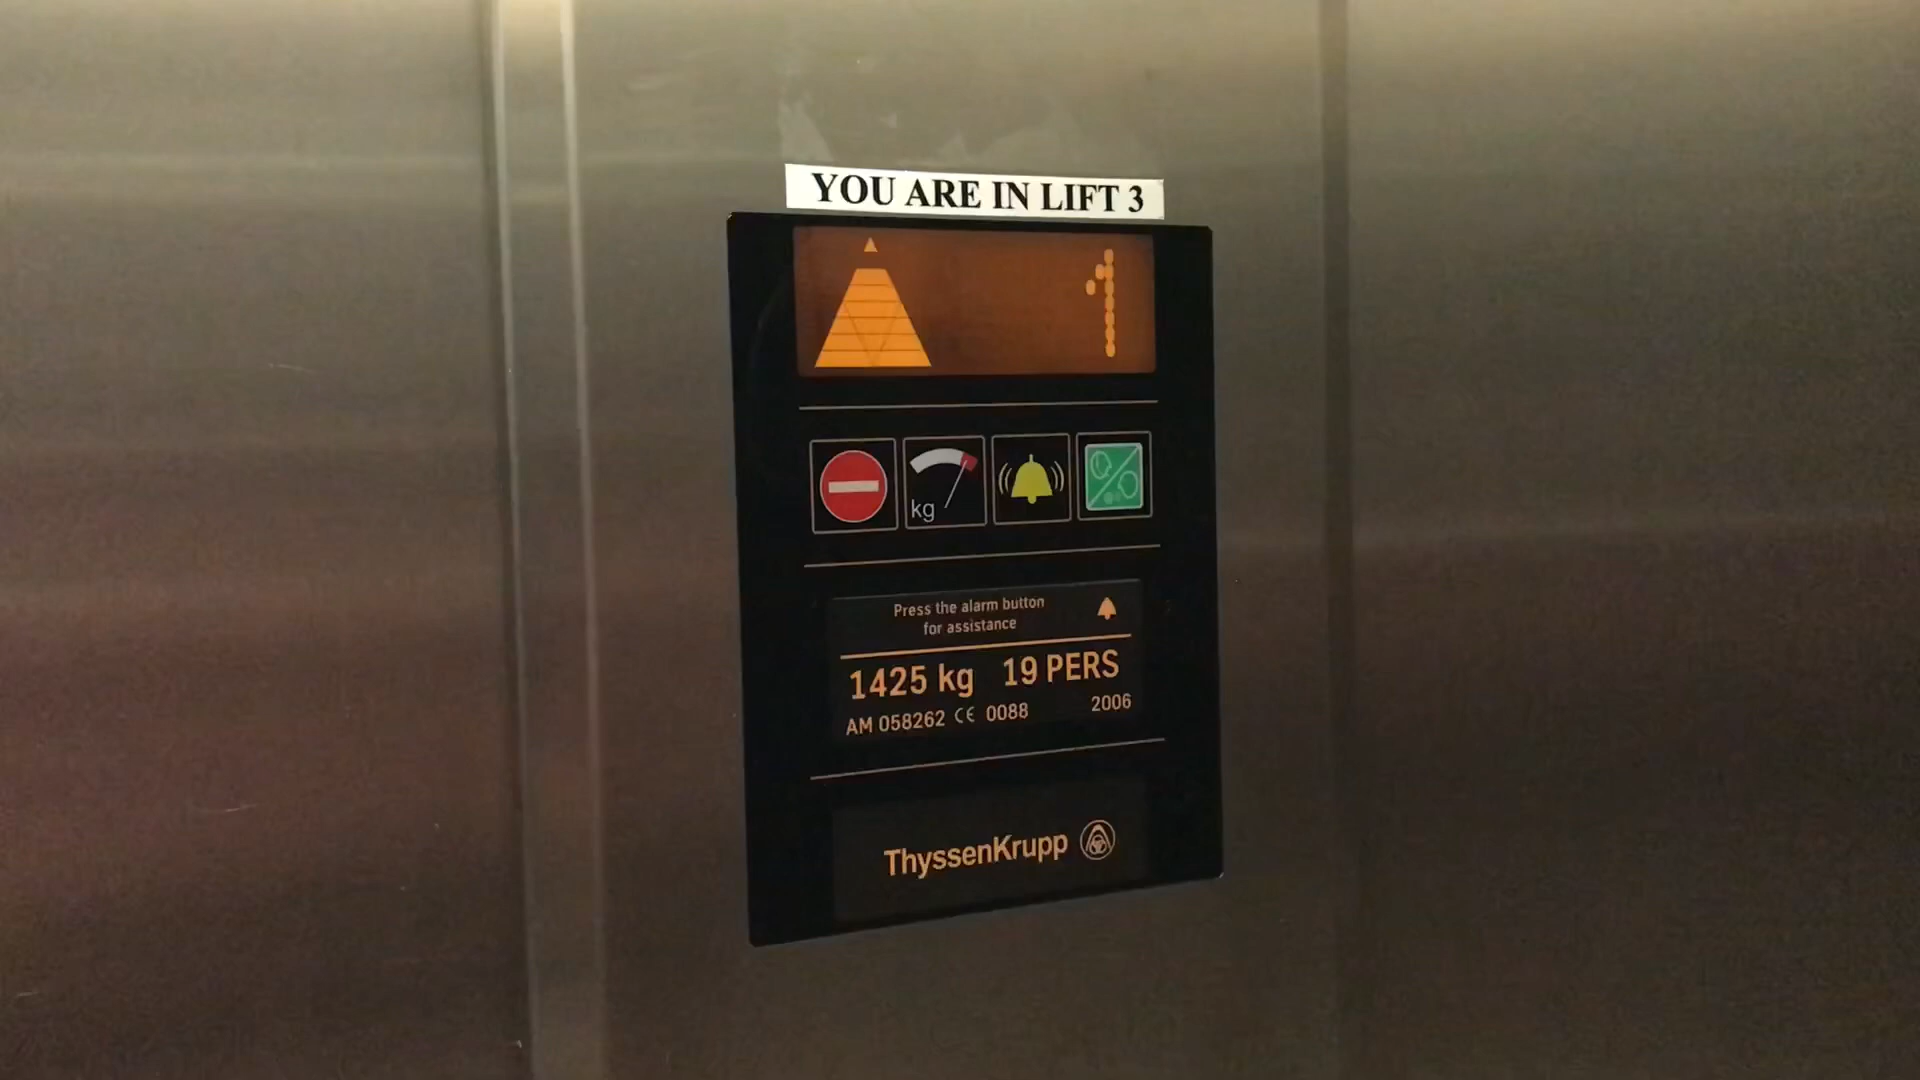 YOU ARE IN LIFT 3
1
kg
Press the alarm button
for assistance
1425 kg 19 PERS
AM 058262 CE 0088 2006
ThyssenKrupp